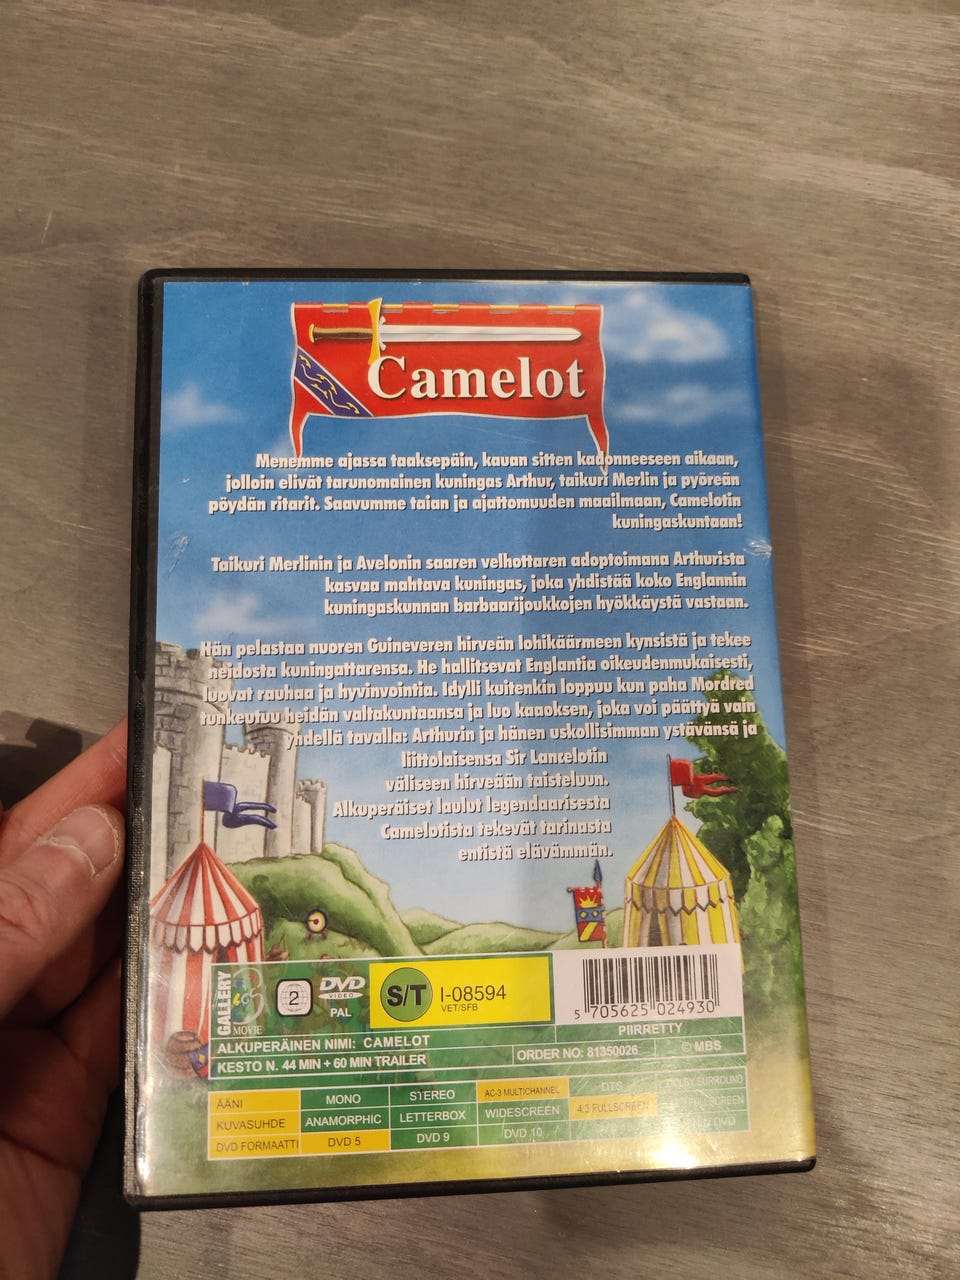 Camelot
Menemme ajassa taaksepäin, kauan sitten kadonneeseen aikaan,
jolloin elivät tarunomainen kuningas Arthur, taikuri Merlin ja pyöreän
pöydän ritarit. Saavumme taian ja ajattomuuden maailmaan, Camelotin
kuningaskuntaan!
Taikuri Merlinin ja Avelonin saaren velhottaren adoptoimana Arthurista
kasvaa mahtava kuningas, joka yhdistää koko Englannin
kuningaskunnan barbaarijoukkojen hyökkäystä vastaan.
Hän pelastaa nuoren Guineveren hirveän lohikäärmeen kynsistä ja tekee
neidosta kuningattarensa. He hallitsevat Englantia oikeudenmukaisesti,
luovat rauhaa ja hyvinvointia. Idylli kuitenkin loppuu kun paha Mordred
tunkeutuu heidän valtakuntaansa ja luo kaaoksen, joka voi päättyä vain
yhdellä tavalla: Arthurin ja hänen uskollisimman ystävänsä ja
liittolaisensa Sir Lancelotin
väliseen hirveään taisteluun.
Alkuperäiset laulut legendaarisesta
Camelotista tekevät tarinasta
entistä elävämmän.
GALLERY
MOVIE
2
DVD
VIDEO
PAL
S/T
I-08594
VET/SFB
5 705625 024930
PIIRRETTY
ALKUPERÄINEN NIMI: CAMELOT
KESTO N. 44 MIN + 60 MIN TRAILER
ORDER NO: 81350026
© MBS
ÄÄNI MONO STEREO AC-3 MULTICHANNEL DTS DOLBY SURROUND
KUVASUHDE ANAMORPHIC LETTERBOX WIDESCREEN 4:3 FULLSCREEN FULLSCREEN
DVD FORMAATTI DVD 5 DVD 9 DVD 10 DVD